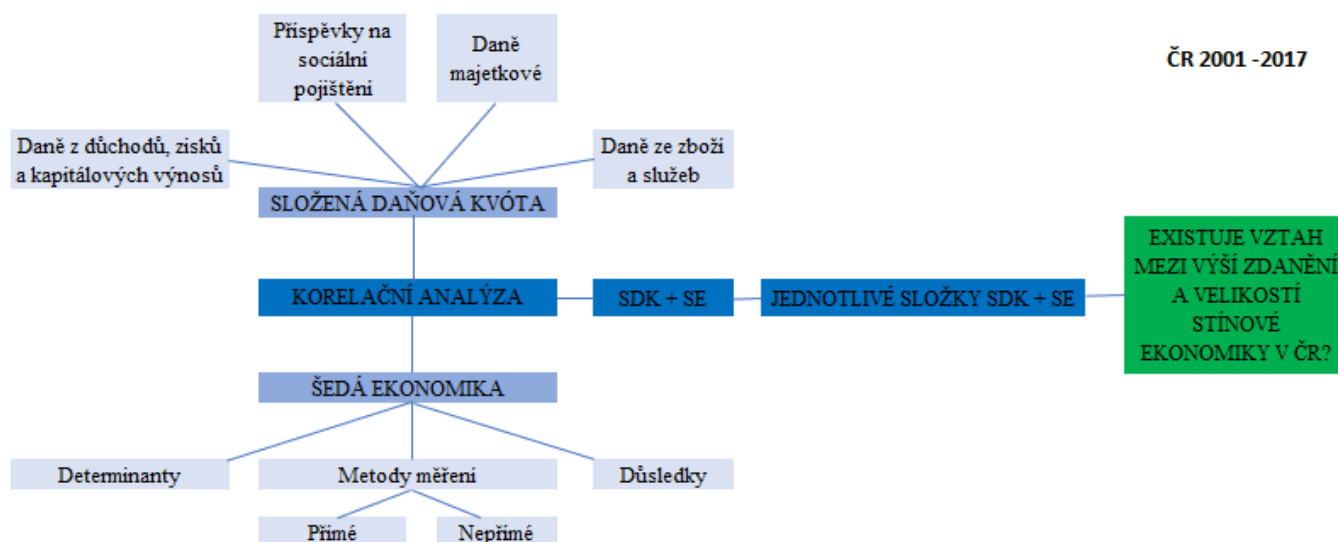 Příspěvky na
sociální
pojištění
Daně
majetkové
ČR 2001 -2017
Daně z důchodů, zisků
a kapitálových výnosů
Daně ze zboží
a služeb
SLOŽENÁ DAŇOVÁ KVÓTA
KORELAČNÍ ANALÝZA
SDK + SE
JEDNOTLIVÉ SLOŽKY SDK + SE
EXISTUJE VZTAH
MEZI VÝŠÍ ZDANĚNÍ
A VELIKOSTÍ
STÍNOVÉ
EKONOMIKY V ČR?
ŠEDÁ EKONOMIKA
Determinanty
Metody měření
Důsledky
Přímé
Nepřímé